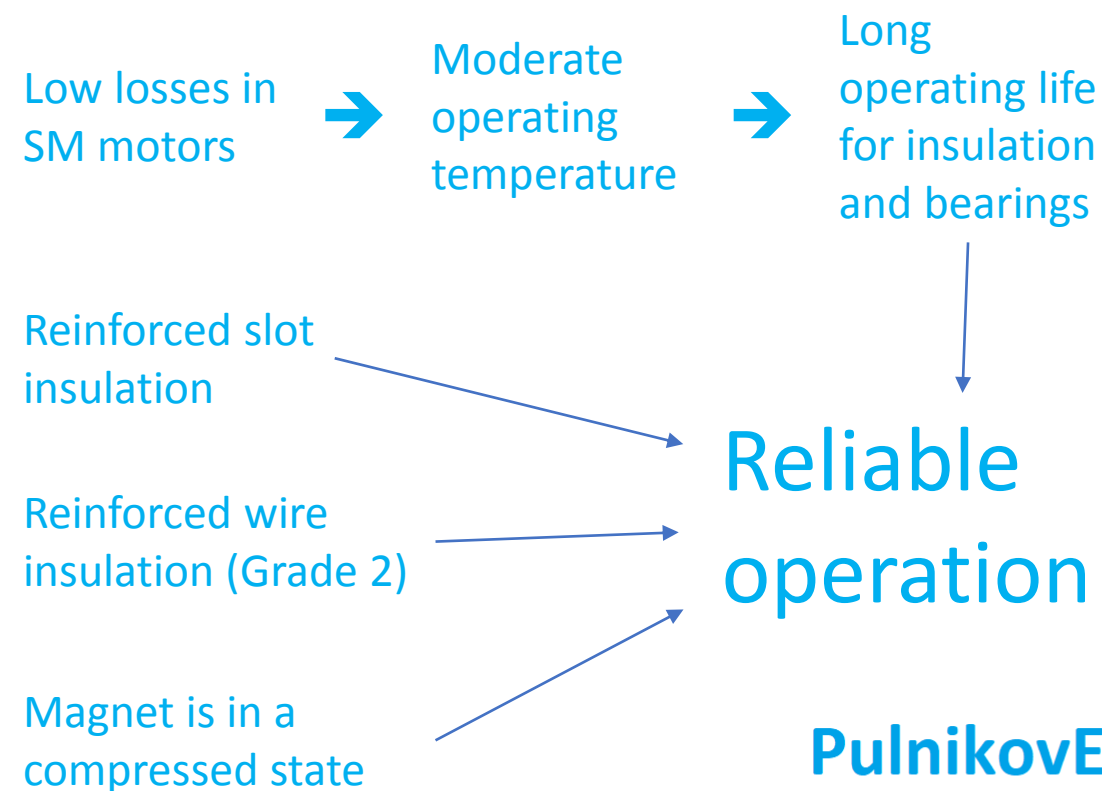 Low losses in
SM motors
Moderate
operating
temperature
Long
operating life
for insulation
and bearings
Reinforced slot
insulation
Reinforced wire
insulation (Grade 2)
Magnet is in a
compressed state
Reliable
operation
PulnikovE